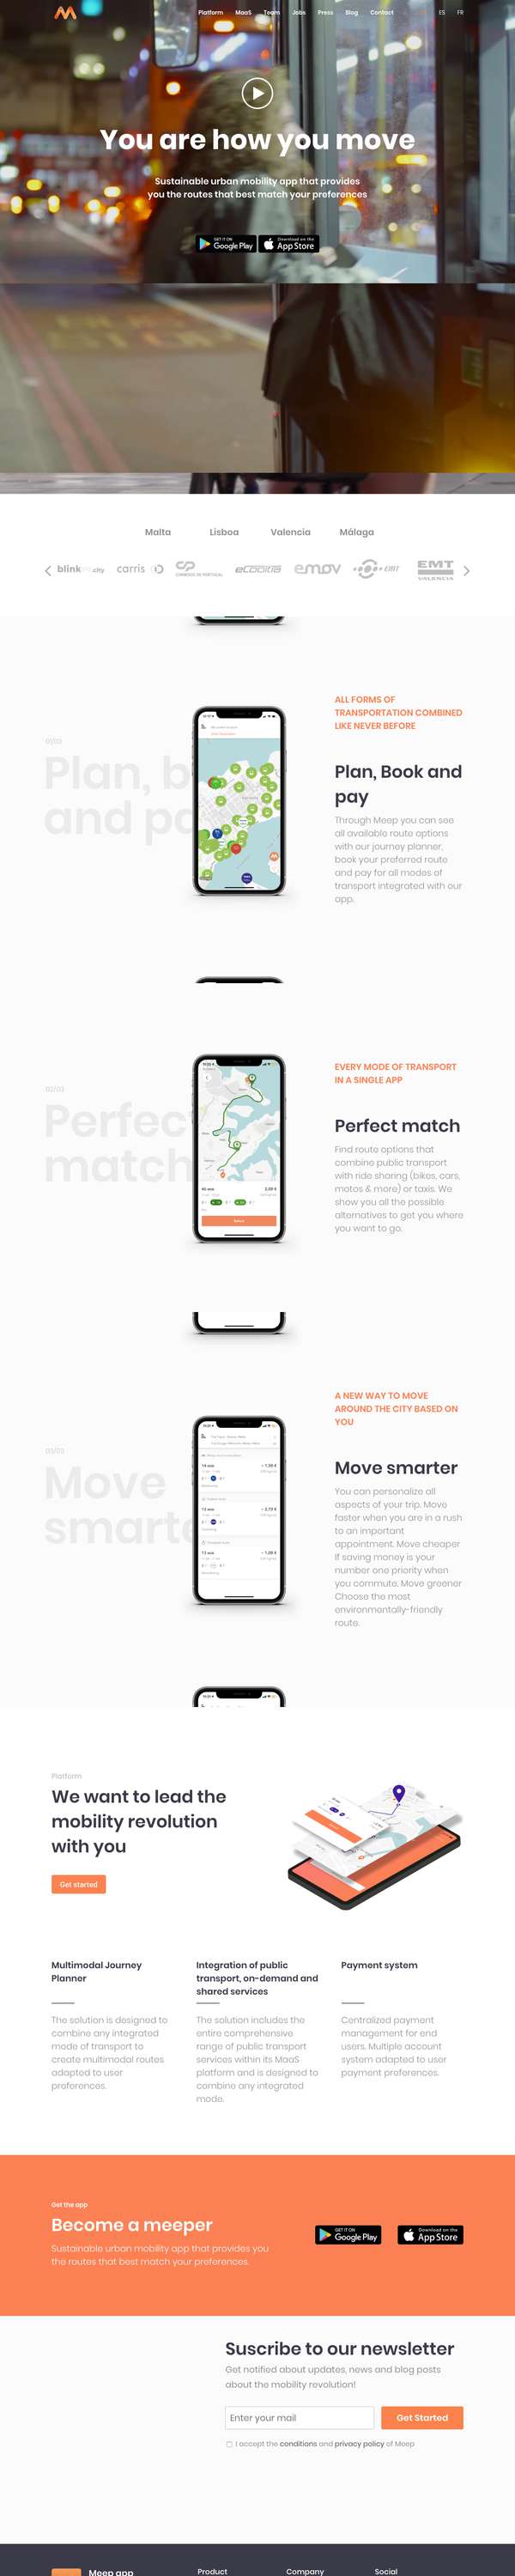 Platform MaaS Team Jobs Press Blog Contact ES FR
You are how you move
Sustainable urban mobility app that provides
you the routes that best match your preferences
GET IT ON Google Play
Download on the App Store
Malta Lisboa Valencia Málaga
blink city carris CP ecooltra emov EMT EMT VALENCIA
01/03
Plan, b
and pa
ALL FORMS OF
TRANSPORTATION COMBINED
LIKE NEVER BEFORE
Plan, Book and
pay
Through Meep you can see
all available route options
with our journey planner,
book your preferred route
and pay for all modes of
transport integrated with our
app.
02/03
Perfec
match
EVERY MODE OF TRANSPORT
IN A SINGLE APP
Perfect match
Find route options that
combine public transport
with ride sharing (bikes, cars,
motos & more) or taxis. We
show you all the possible
alternatives to get you where
you want to go.
03/03
Move
smarte
A NEW WAY TO MOVE
AROUND THE CITY BASED ON
YOU
Move smarter
You can personalize all
aspects of your trip. Move
faster when you are in a rush
to an important
appointment. Move cheaper
If saving money is your
number one priority when
you commute. Move greener
Choose the most
environmentally-friendly
route.
Platform
We want to lead the
mobility revolution
with you
Get started
Multimodal Journey
Planner
The solution is designed to
combine any integrated
mode of transport to
create multimodal routes
adapted to user
preferences.
Integration of public
transport, on-demand and
shared services
The solution includes the
entire comprehensive
range of public transport
services within its MaaS
platform and is designed to
combine any integrated
mode.
Payment system
Centralized payment
management for end
users. Multiple account
system adapted to user
payment preferences.
Get the app
Become a meeper
Sustainable urban mobility app that provides you
the routes that best match your preferences.
GET IT ON Google Play
Download on the App Store
Suscribe to our newsletter
Get notified about updates, news and blog posts
about the mobility revolution!
Enter your mail
Get Started
I accept the conditions and privacy policy of Meep
Meep app Product Company Social